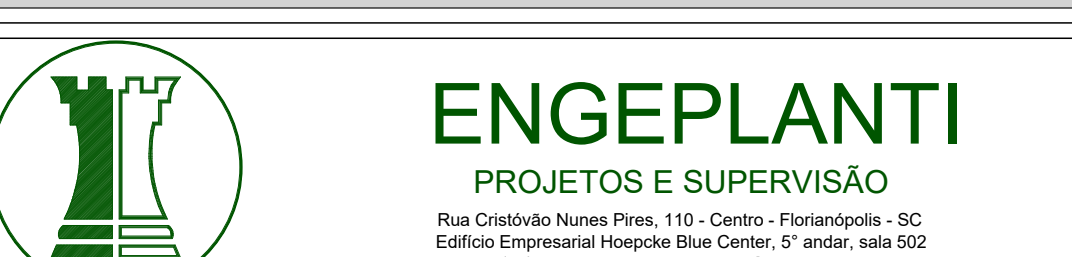 ENGEPLANTI
PROJETOS E SUPERVISÃO
Rua Cristóvão Nunes Pires, 110 - Centro - Florianópolis - SC
Edifício Empresarial Hoepcke Blue Center, 5° andar, sala 502